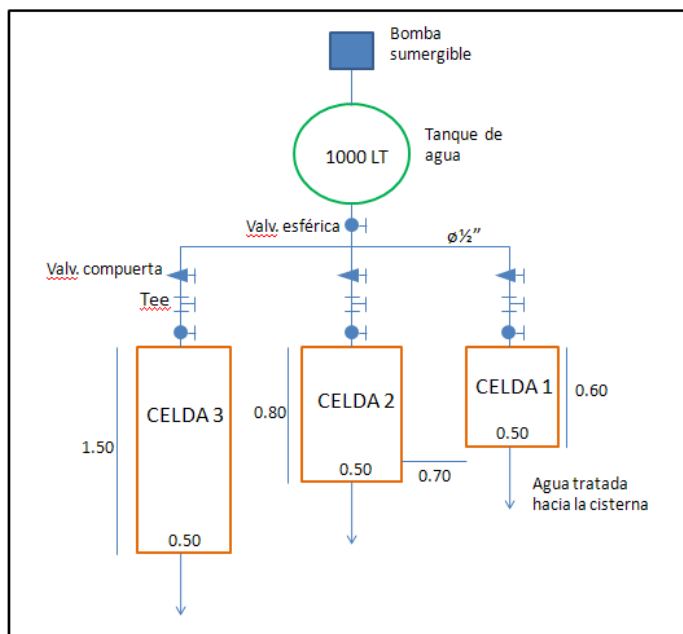 Bomba
sumergible
Tanque de
agua
1000 LT
Valv. esférica
ø½”
Valv. compuerta
Tee
CELDA 3
CELDA 2
CELDA 1
1.50
0.80
0.60
0.50
0.50
0.50
0.70
Agua tratada
hacia la cisterna